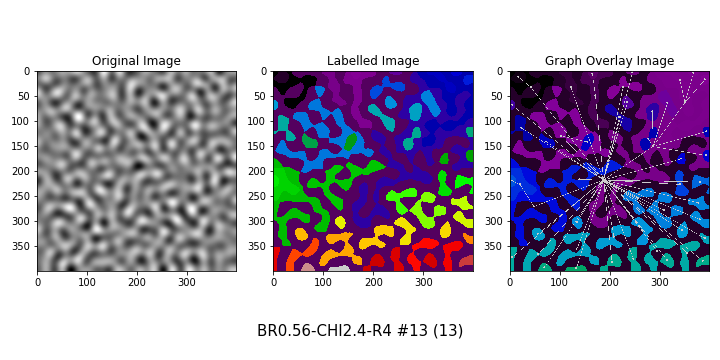 Original Image Labelled Image Graph Overlay Image
0 0 0
50 50 50
100 100 100
150 150 150
200 200 200
250 250 250
300 300 300
350 350 350
0 100 200 300 0 100 200 300 0 100 200 300
BR0.56-CHI2.4-R4 #13 (13)